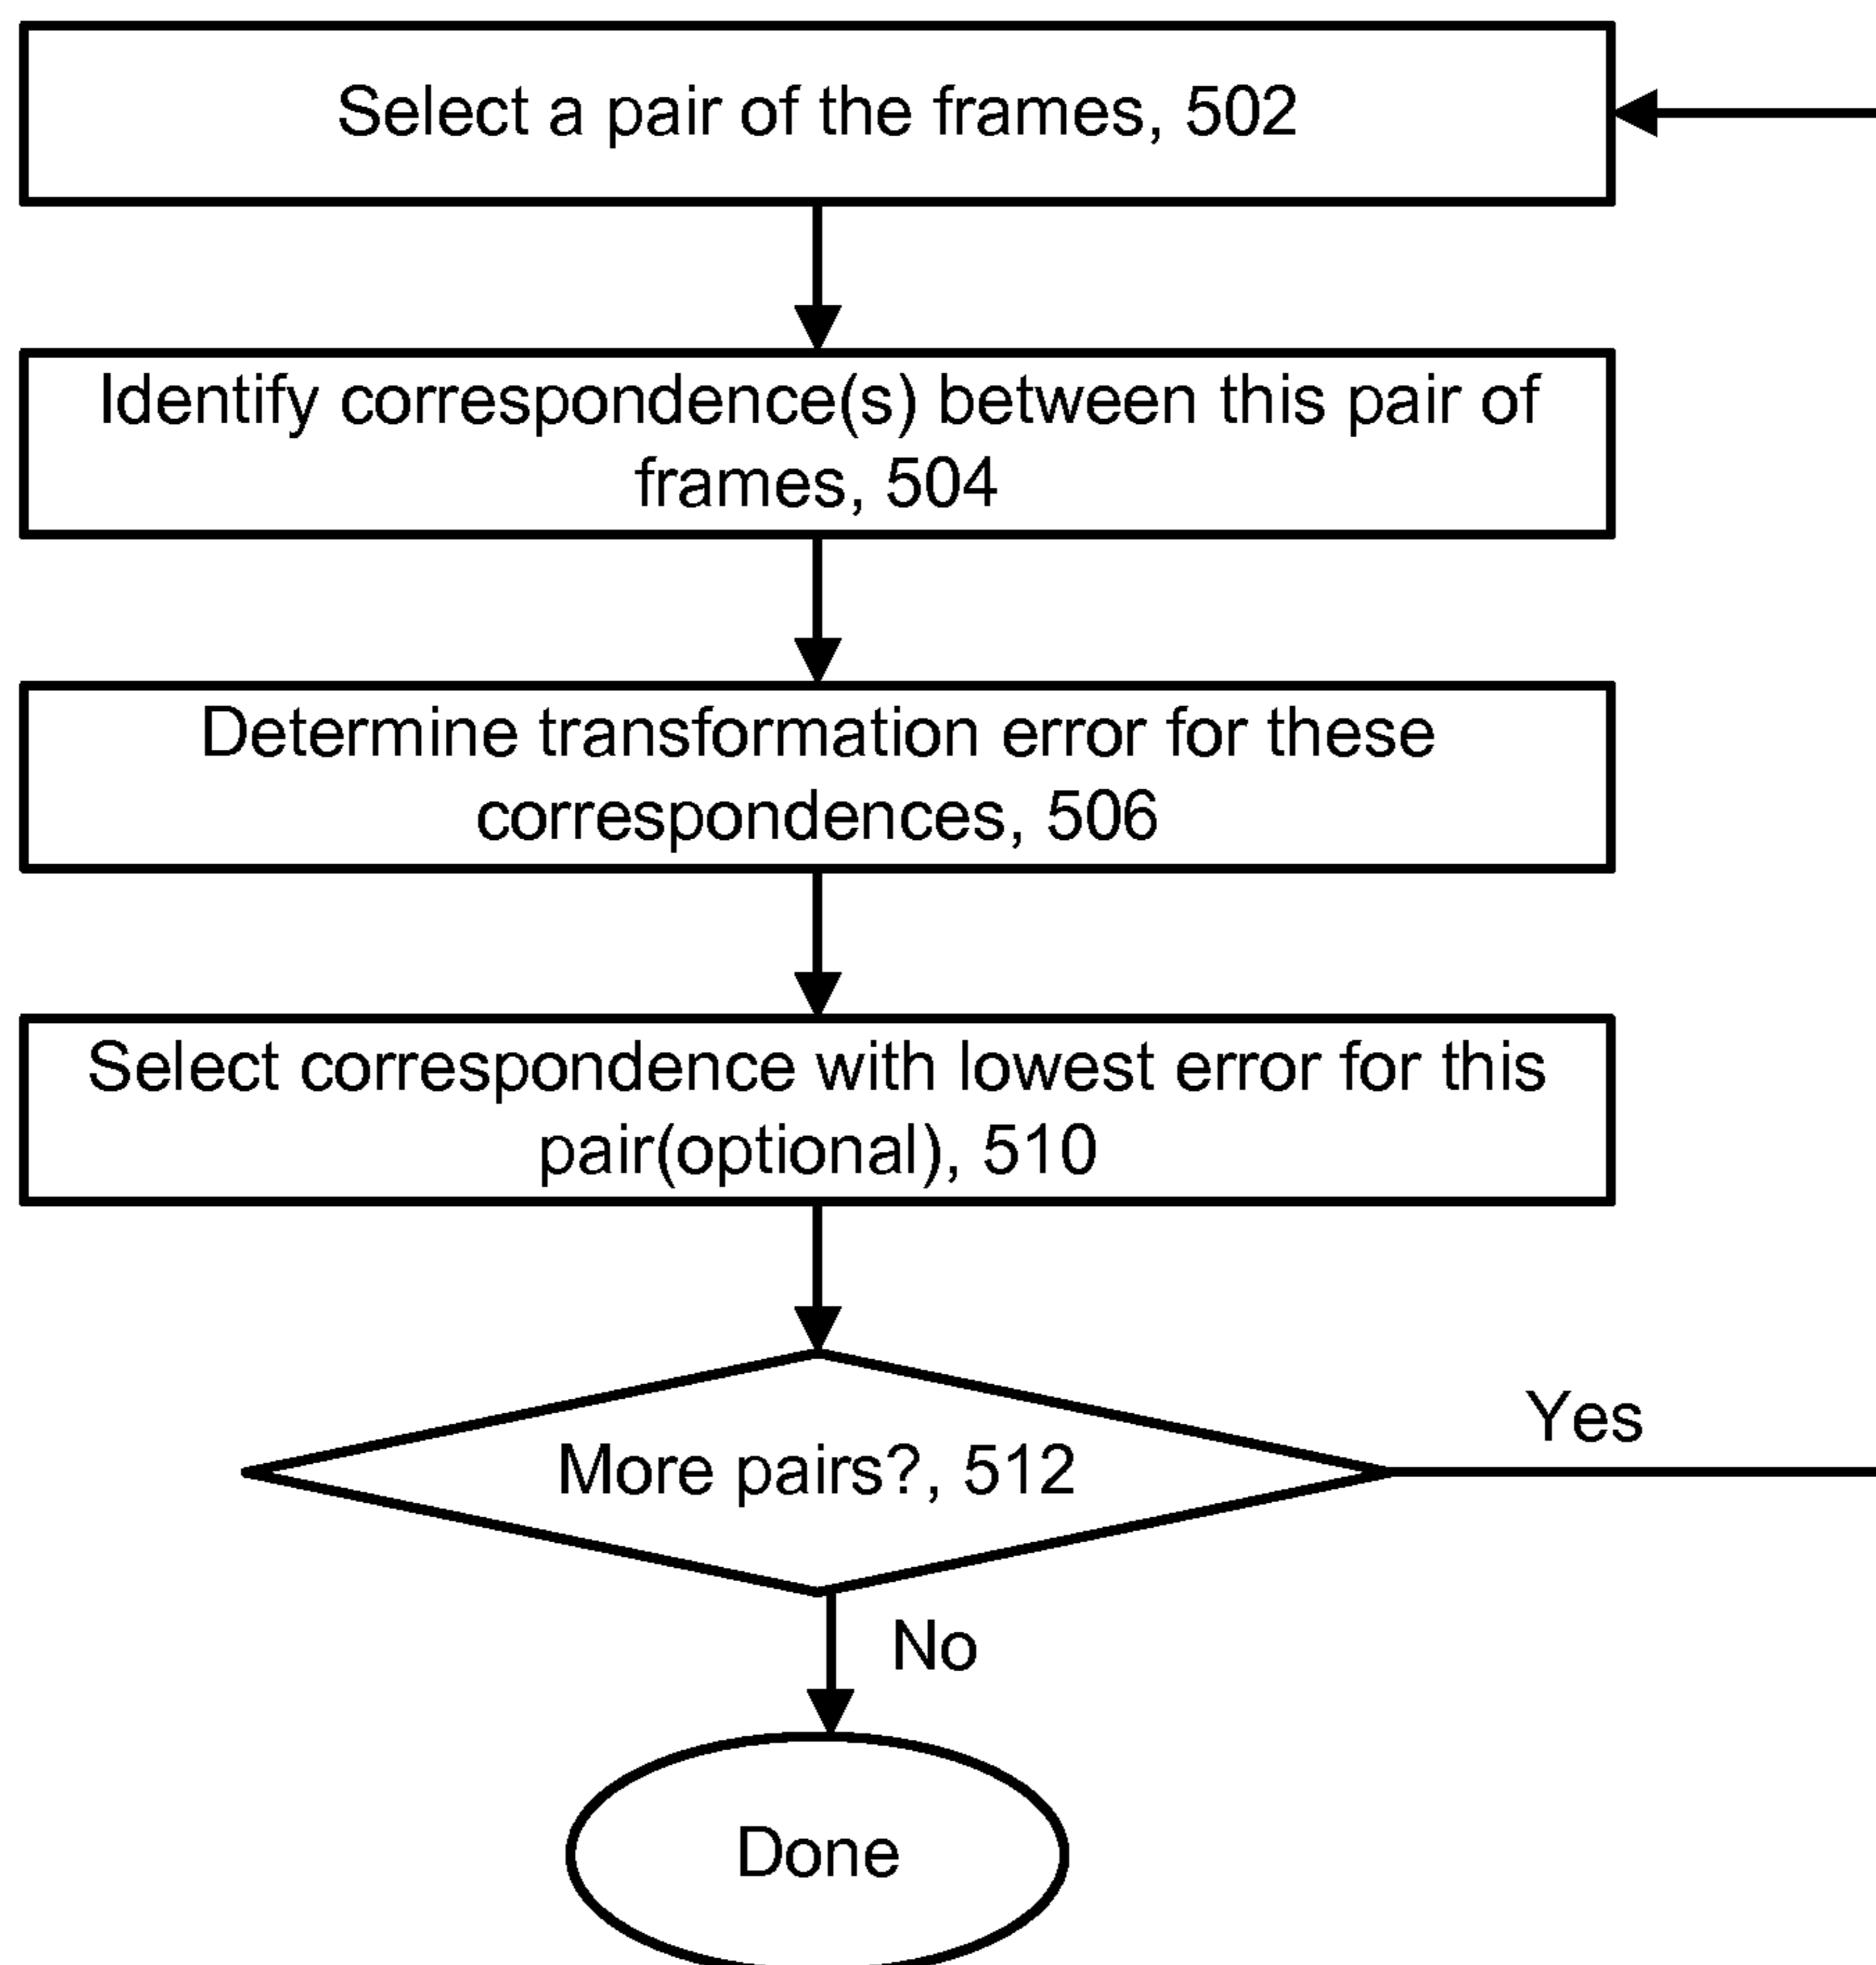 Select a pair of the frames, 502
Identify correspondence(s) between this pair of
frames, 504
Determine transformation error for these
correspondences, 506
Select correspondence with lowest error for this
pair(optional), 510
Yes
More pairs?, 512
No
Done